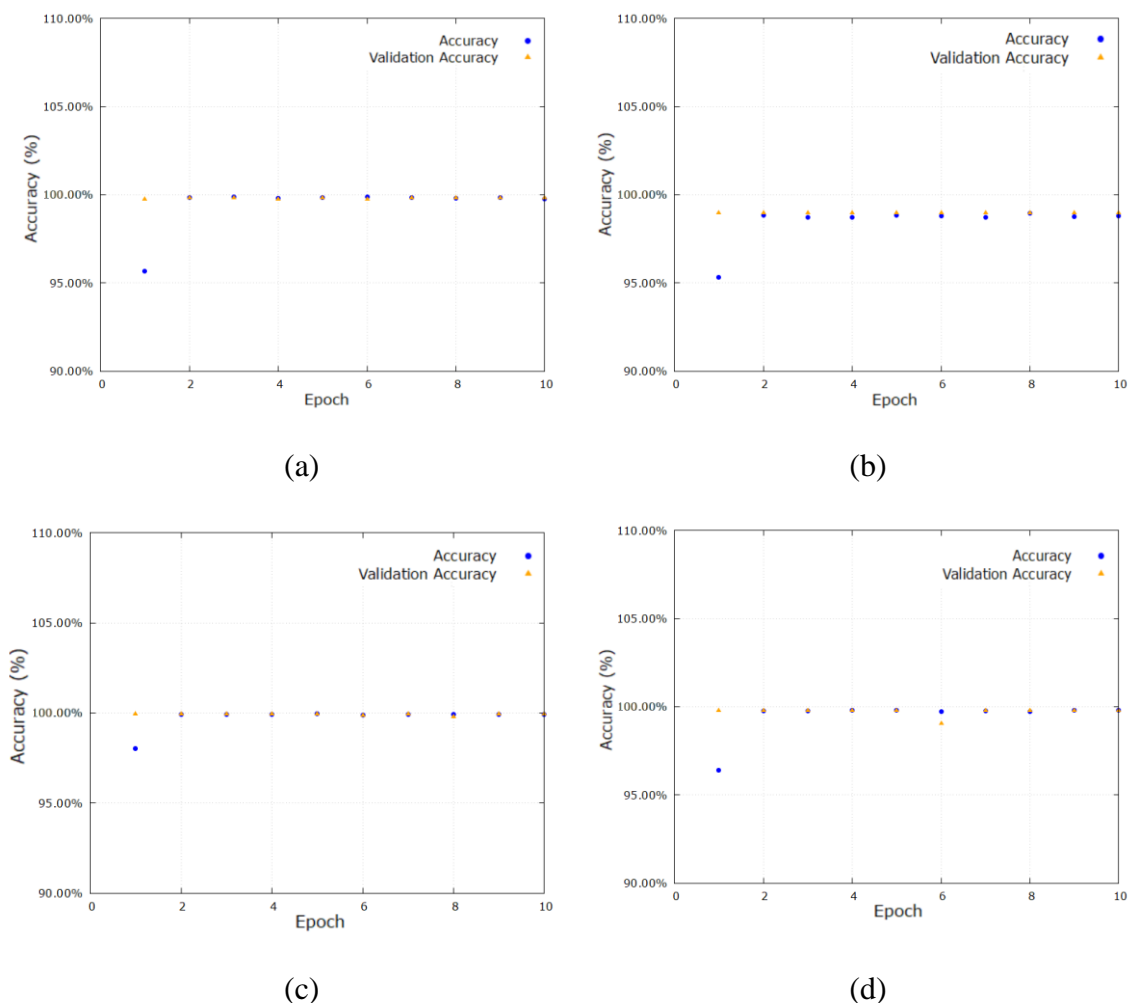 110.00%
Accuracy
Validation Accuracy
105.00%
100.00%
95.00%
90.00%
Accuracy (%)
0 2 4 6 8 10
Epoch
(a)
110.00%
Accuracy
Validation Accuracy
105.00%
100.00%
95.00%
90.00%
Accuracy (%)
0 2 4 6 8 10
Epoch
(b)
110.00%
Accuracy
Validation Accuracy
105.00%
100.00%
95.00%
90.00%
Accuracy (%)
0 2 4 6 8 10
Epoch
(c)
110.00%
Accuracy
Validation Accuracy
105.00%
100.00%
95.00%
90.00%
Accuracy (%)
0 2 4 6 8 10
Epoch
(d)